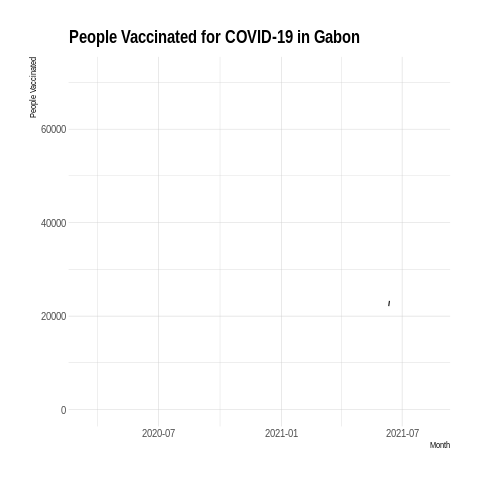 People Vaccinated for COVID-19 in Gabon
People Vaccinated
60000
40000
20000
0
2020-07
2021-01
2021-07
Month